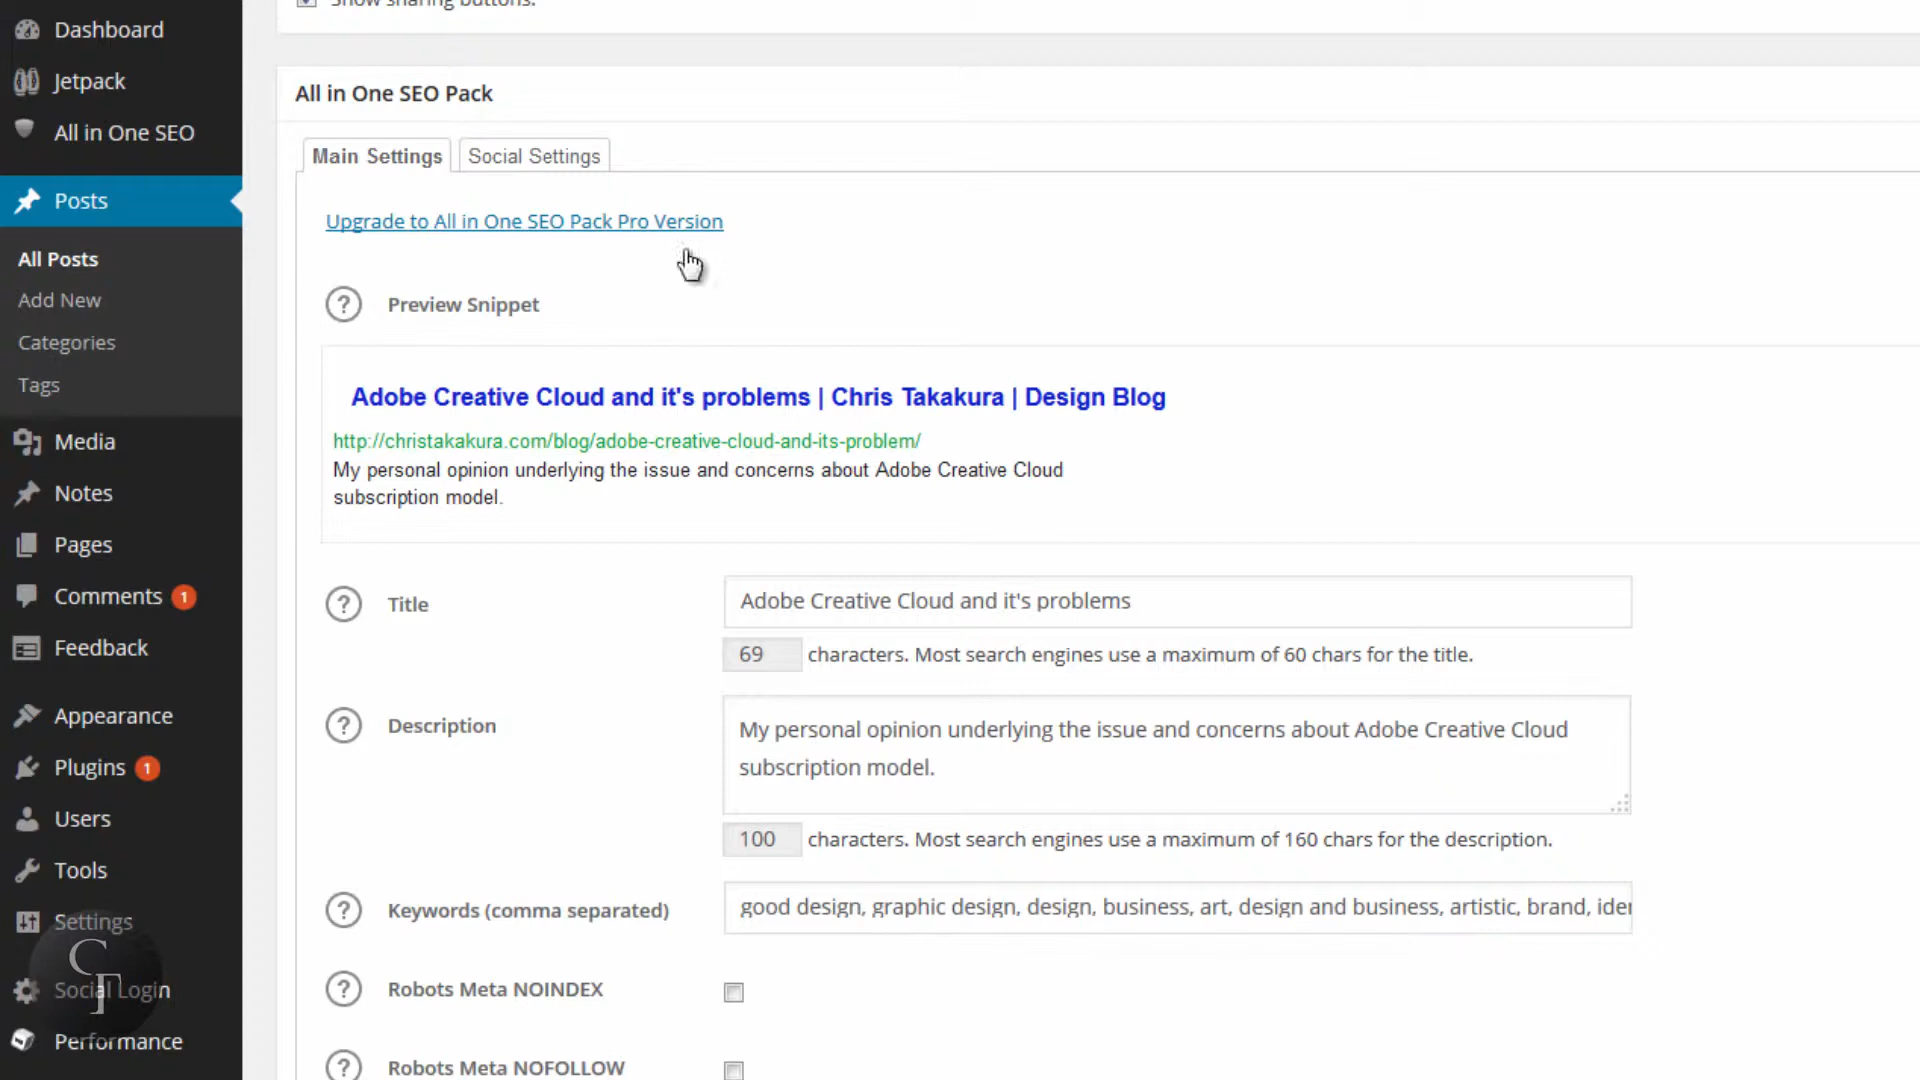 Show sharing buttons.
Dashboard
Jetpack
All in One SEO
Posts
All Posts
Add New
Categories
Tags
Media
Notes
Pages
Comments 1
Feedback
Appearance
Plugins 1
Users
Tools
Settings
Social Login
Performance
CT
All in One SEO Pack
Main Settings Social Settings
Upgrade to All in One SEO Pack Pro Version
? Preview Snippet
Adobe Creative Cloud and it's problems | Chris Takakura | Design Blog
http://christakakura.com/blog/adobe-creative-cloud-and-its-problem/
My personal opinion underlying the issue and concerns about Adobe Creative Cloud
subscription model.
? Title Adobe Creative Cloud and it's problems
69 characters. Most search engines use a maximum of 60 chars for the title.
? Description My personal opinion underlying the issue and concerns about Adobe Creative Cloud
subscription model.
100 characters. Most search engines use a maximum of 160 chars for the description.
? Keywords (comma separated) good design, graphic design, design, business, art, design and business, artistic, brand, iden
? Robots Meta NOINDEX
? Robots Meta NOFOLLOW